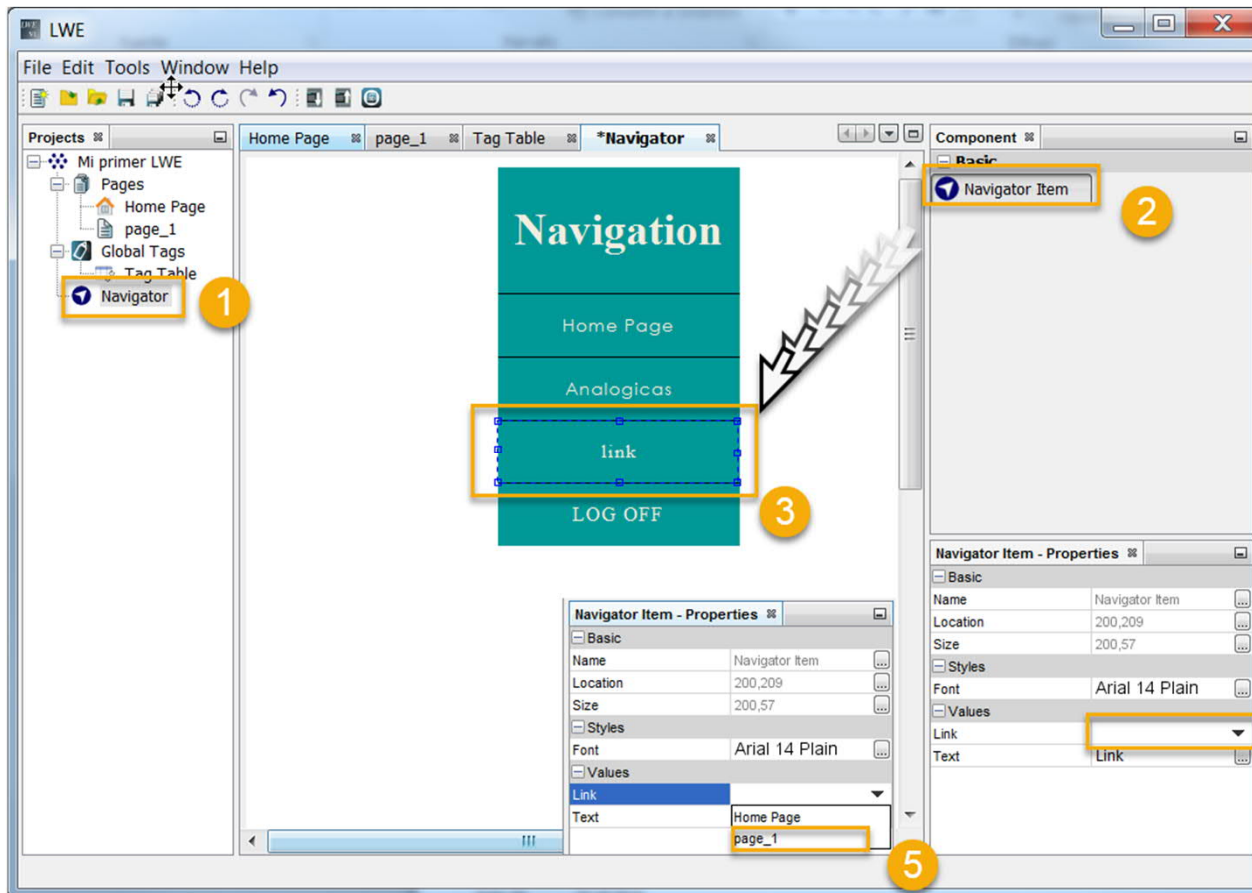 LWE
File Edit Tools Window Help
Projects
Mi primer LWE
Pages
Home Page
page_1
Global Tags
Tag Table
Navigator
1
Home Page page_1 Tag Table *Navigator
Navigation
Home Page
Analogicas
link
LOG OFF
3
Component
Basic
Navigator Item
2
Navigator Item - Properties
Basic
Name Navigator Item ...
Location 200,209 ...
Size 200,57 ...
Styles
Font Arial 14 Plain ...
Values
Link
Text Home Page
page_1
5
Navigator Item - Properties
Basic
Name Navigator Item ...
Location 200,209 ...
Size 200,57 ...
Styles
Font Arial 14 Plain ...
Values
Link
Text Link ...